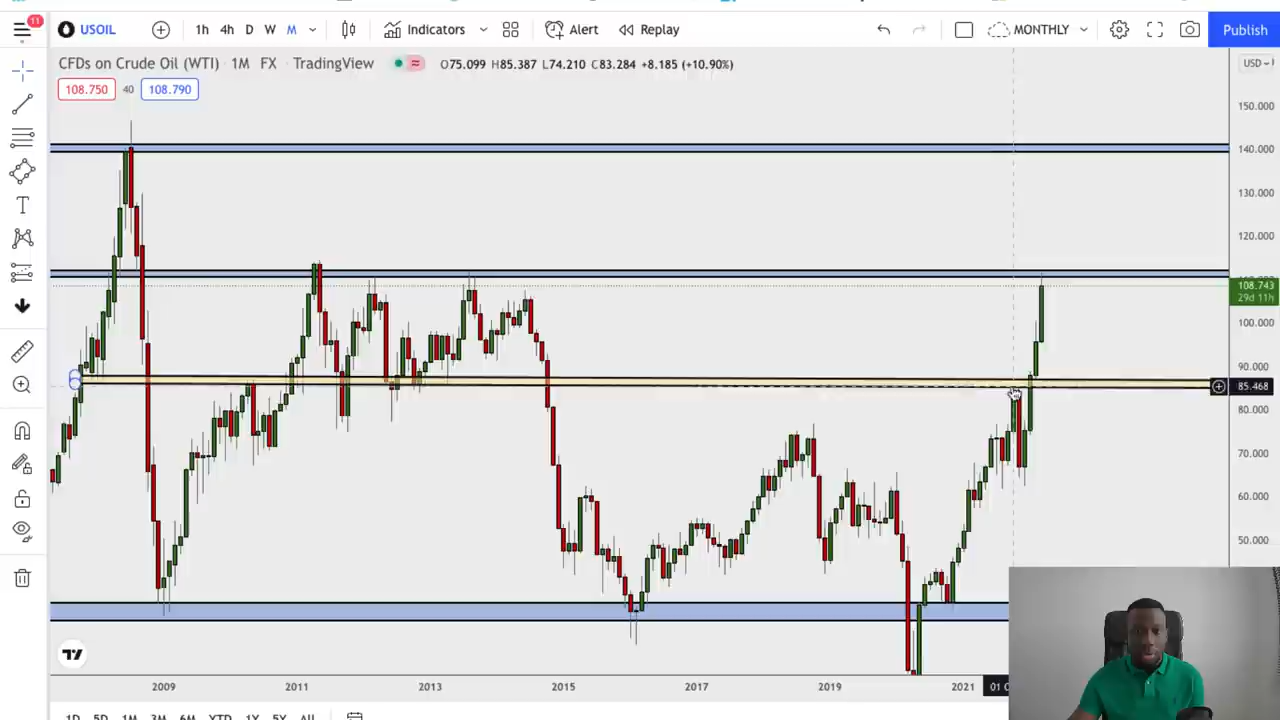 11
USOIL
1h 4h D W M
Indicators
Alert
Replay
MONTHLY
Publish
CFDs on Crude Oil (WTI) · 1M · FX · TradingView
O75.099 H85.387 L74.210 C83.284 +8.185 (+10.90%)
USD
108.750 40 108.790
150.000
140.000
130.000
120.000
108.743
29d 11h
100.000
90.000
85.468
80.000
70.000
60.000
50.000
2009 2011 2013 2015 2017 2019 2021 01
1D 5D 1M 3M 6M YTD 1Y 5Y All